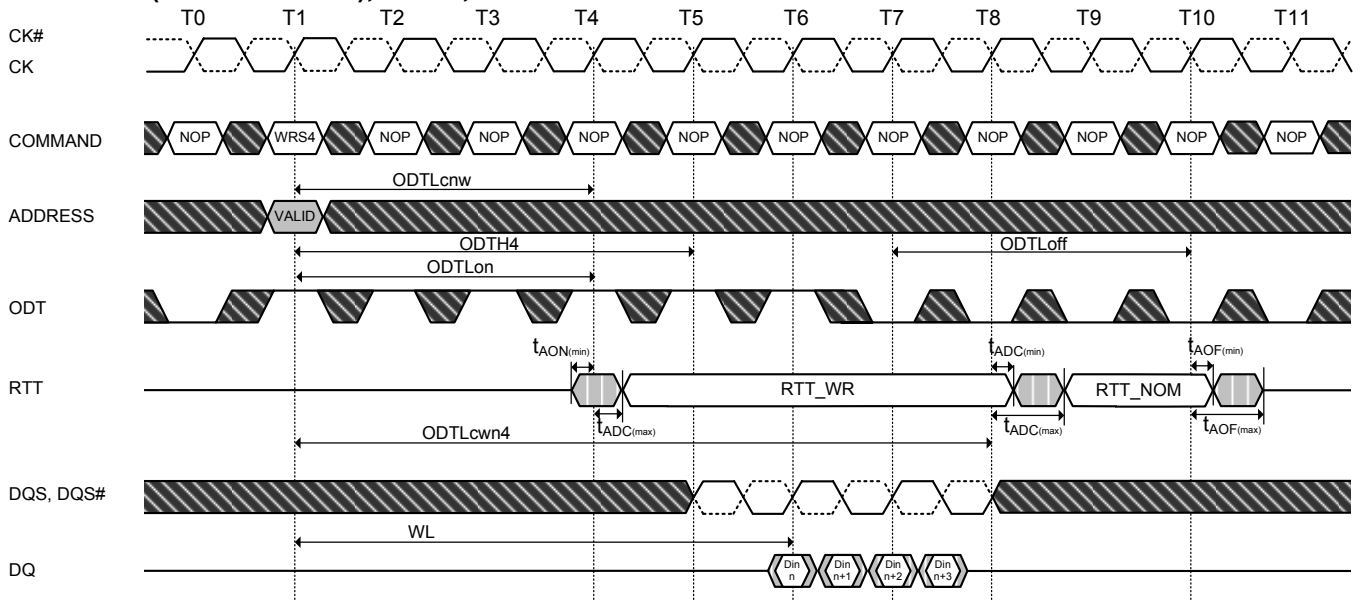 T0 T1 T2 T3 T4 T5 T6 T7 T8 T9 T10 T11
CK#
CK
COMMAND NOP WRS4 NOP NOP NOP NOP NOP NOP NOP NOP NOP NOP
ODTLcnw
ADDRESS VALID
ODTH4 ODTLoff
ODTLon
ODT
tAON(min) tADC(min) tAOF(min)
RTT RTT_WR RTT_NOM
tADC(max) tADC(max) tAOF(max)
ODTLcwn4
DQS, DQS#
WL
DQ Din n Din n+1 Din n+2 Din n+3